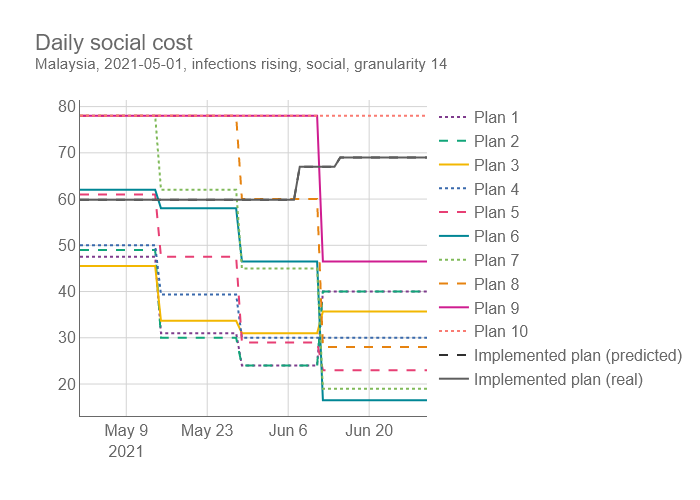 Daily social cost
Malaysia, 2021-05-01, infections rising, social, granularity 14
80
70
60
50
40
30
20
May 9
2021
May 23
Jun 6
Jun 20
Plan 1
Plan 2
Plan 3
Plan 4
Plan 5
Plan 6
Plan 7
Plan 8
Plan 9
Plan 10
Implemented plan (predicted)
Implemented plan (real)